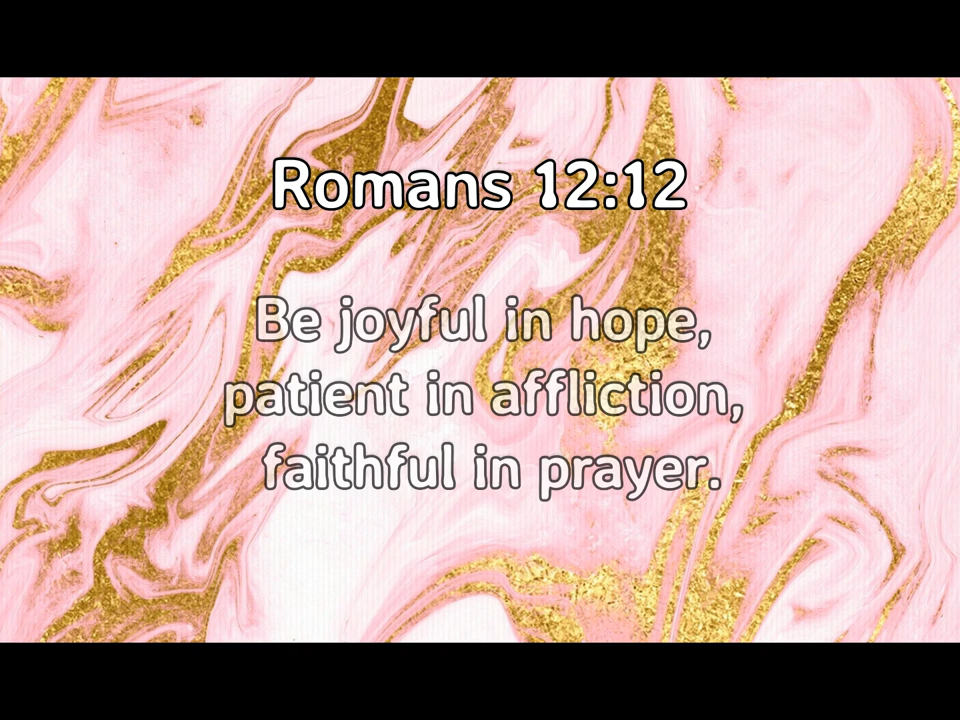 Romans 12:12
Be joyful in hope,
patient in affliction,
faithful in prayer.